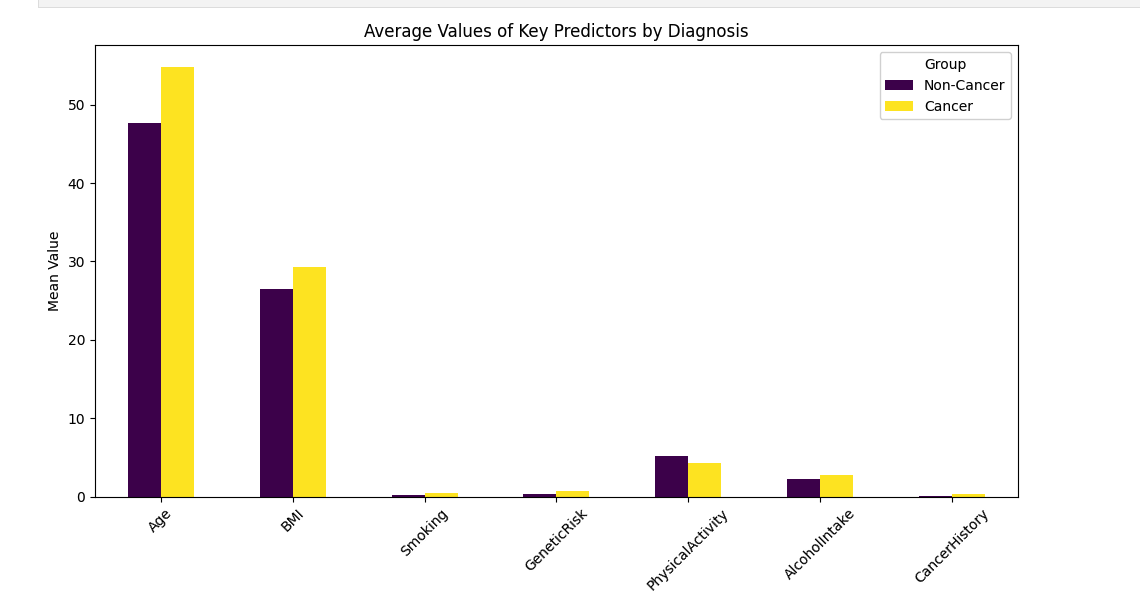 Average Values of Key Predictors by Diagnosis
Group
Non-Cancer
Cancer
Mean Value
50
40
30
20
10
0
Age
BMI
Smoking
GeneticRisk
PhysicalActivity
AlcoholIntake
CancerHistory